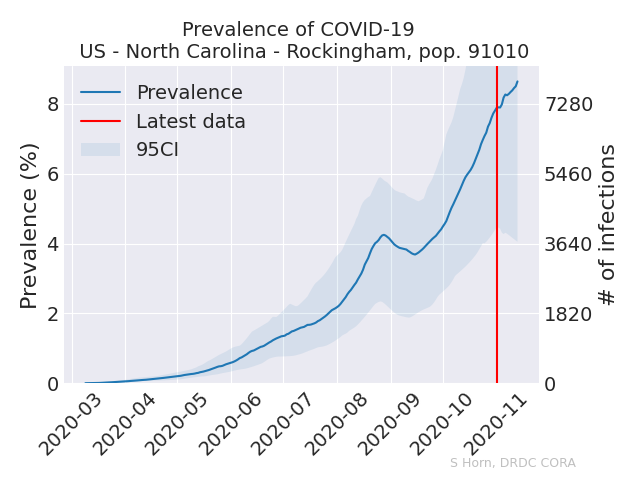 Prevalence of COVID-19
US - North Carolina - Rockingham, pop. 91010
Prevalence
Latest data
95CI
Prevalence (%)
8
6
4
2
0
7280
5460
3640
1820
0
# of infections
2020-03
2020-04
2020-05
2020-06
2020-07
2020-08
2020-09
2020-10
2020-11
S Horn, DRDC CORA